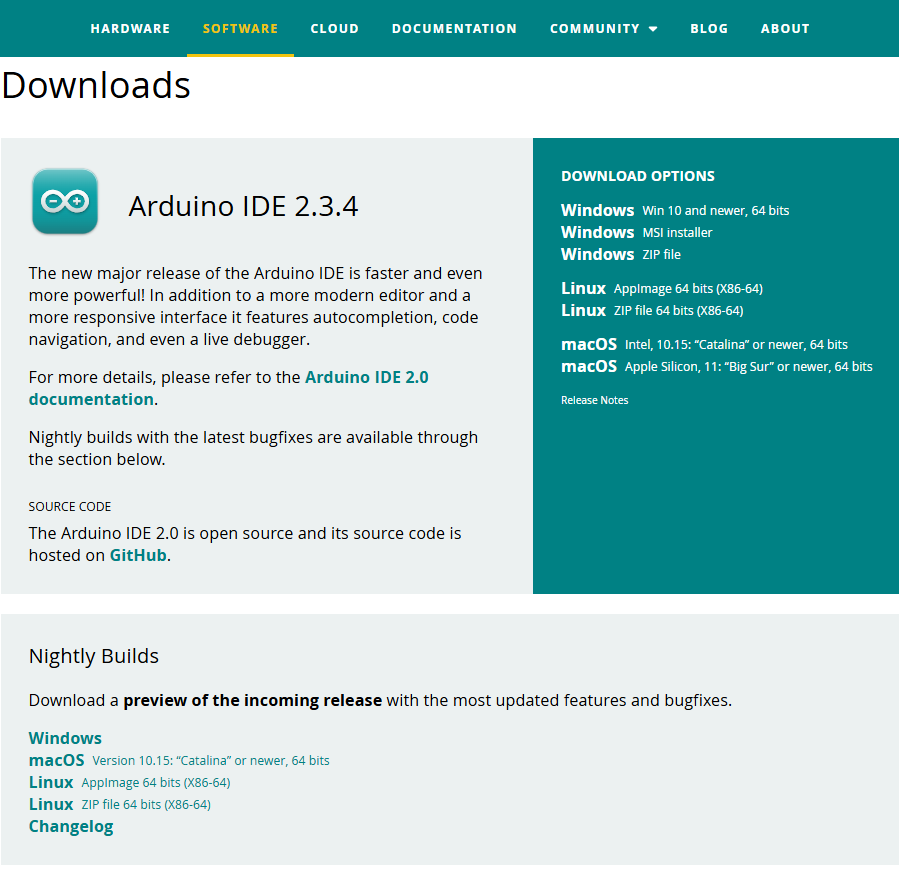 HARDWARE SOFTWARE CLOUD DOCUMENTATION COMMUNITY BLOG ABOUT
Downloads
Arduino IDE 2.3.4
The new major release of the Arduino IDE is faster and even
more powerful! In addition to a more modern editor and a
more responsive interface it features autocompletion, code
navigation, and even a live debugger.
For more details, please refer to the Arduino IDE 2.0
documentation.
Nightly builds with the latest bugfixes are available through
the section below.
SOURCE CODE
The Arduino IDE 2.0 is open source and its source code is
hosted on GitHub.
DOWNLOAD OPTIONS
Windows Win 10 and newer, 64 bits
Windows MSI installer
Windows ZIP file
Linux AppImage 64 bits (X86-64)
Linux ZIP file 64 bits (X86-64)
macOS Intel, 10.15: “Catalina” or newer, 64 bits
macOS Apple Silicon, 11: “Big Sur” or newer, 64 bits
Release Notes
Nightly Builds
Download a preview of the incoming release with the most updated features and bugfixes.
Windows
macOS Version 10.15: “Catalina” or newer, 64 bits
Linux AppImage 64 bits (X86-64)
Linux ZIP file 64 bits (X86-64)
Changelog